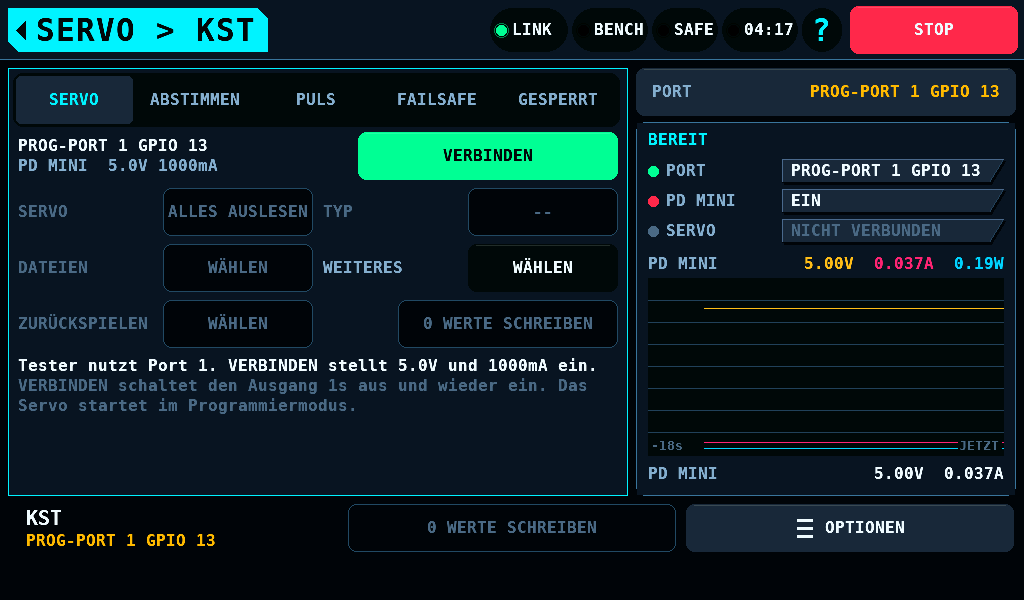 SERVO > KST
LINK
BENCH
SAFE
04:17
?
STOP
SERVO
ABSTIMMEN
PULS
FAILSAFE
GESPERRT
PROG-PORT 1 GPIO 13
PD MINI 5.0V 1000mA
VERBINDEN
SERVO
ALLES AUSLESEN
TYP
--
DATEIEN
WÄHLEN
WEITERES
WÄHLEN
ZURÜCKSPIELEN
WÄHLEN
0 WERTE SCHREIBEN
Tester nutzt Port 1. VERBINDEN stellt 5.0V und 1000mA ein.
VERBINDEN schaltet den Ausgang 1s aus und wieder ein. Das
Servo startet im Programmiermodus.
PORT
PROG-PORT 1 GPIO 13
BEREIT
PORT
PROG-PORT 1 GPIO 13
PD MINI
EIN
SERVO
NICHT VERBUNDEN
PD MINI
5.00V
0.037A
0.19W
-18s
JETZT
PD MINI
5.00V
0.037A
KST
PROG-PORT 1 GPIO 13
0 WERTE SCHREIBEN
OPTIONEN